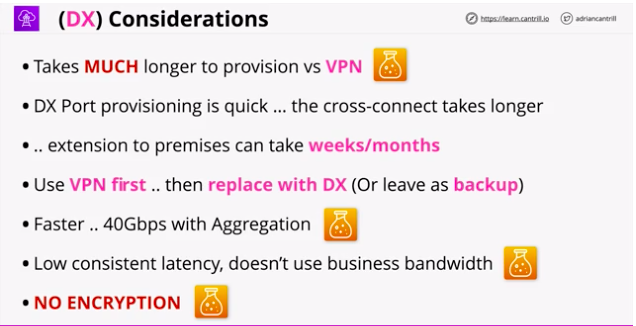 (DX) Considerations
https://learn.cantrill.io
adriancantrill
• Takes MUCH longer to provision vs VPN
• DX Port provisioning is quick ... the cross-connect takes longer
• .. extension to premises can take weeks/months
• Use VPN first .. then replace with DX (Or leave as backup)
• Faster .. 40Gbps with Aggregation
• Low consistent latency, doesn’t use business bandwidth
• NO ENCRYPTION